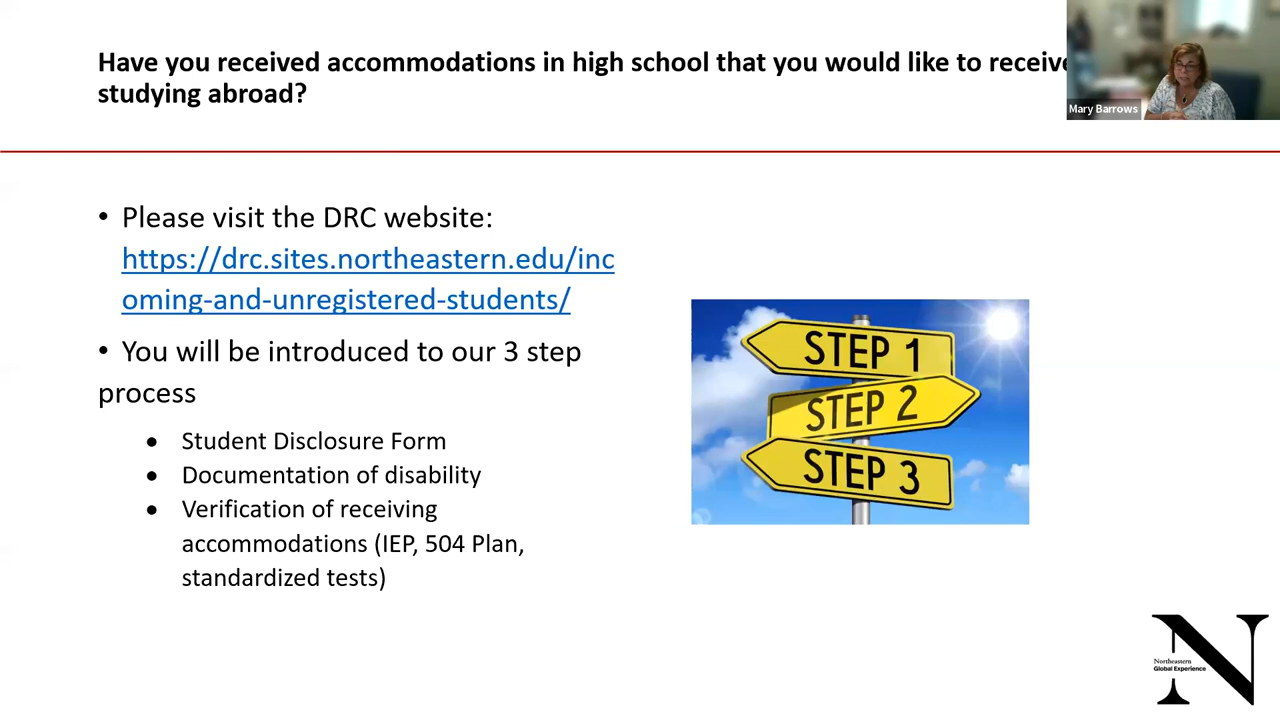 Have you received accommodations in high school that you would like to receive
studying abroad?
Mary Barrows
• Please visit the DRC website:
https://drc.sites.northeastern.edu/inc
oming-and-unregistered-students/
• You will be introduced to our 3 step
process
• Student Disclosure Form
• Documentation of disability
• Verification of receiving
accommodations (IEP, 504 Plan,
standardized tests)
STEP 1
STEP 2
STEP 3
N
Northeastern
Global Experience